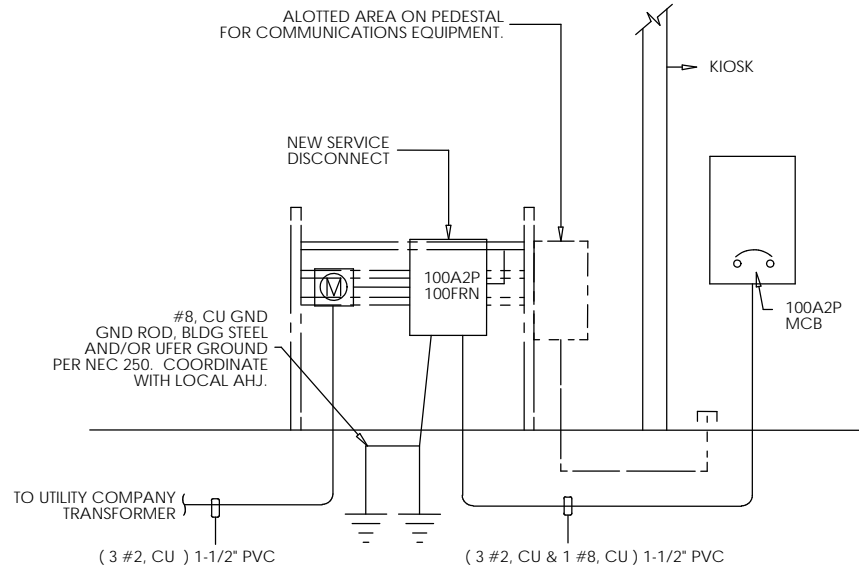 ALOTTED AREA ON PEDESTAL
FOR COMMUNICATIONS EQUIPMENT.
KIOSK
NEW SERVICE
DISCONNECT
100A2P
100FRN
M
100A2P
MCB
#8, CU GND
GND ROD, BLDG STEEL
AND/OR UFER GROUND
PER NEC 250. COORDINATE
WITH LOCAL AHJ.
TO UTILITY COMPANY
TRANSFORMER
( 3 #2, CU ) 1-1/2" PVC
( 3 #2, CU & 1 #8, CU ) 1-1/2" PVC